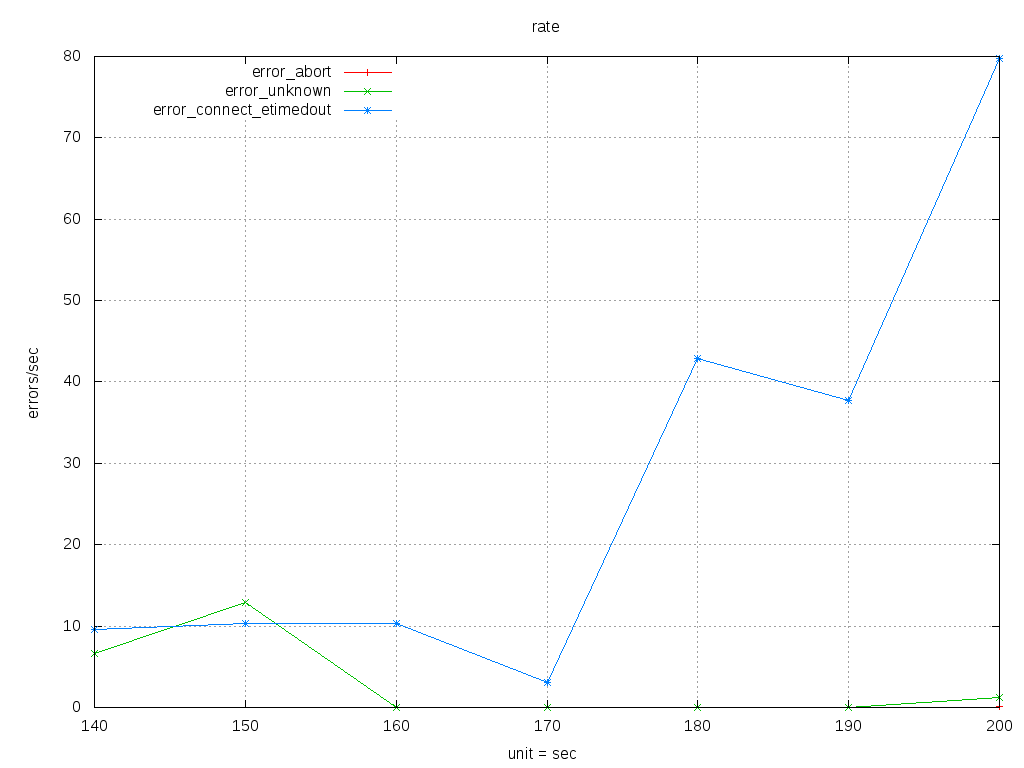 rate
80
70
60
50
40
30
20
10
0
errors/sec
error_abort
error_unknown
error_connect_etimedout
140 150 160 170 180 190 200
unit = sec